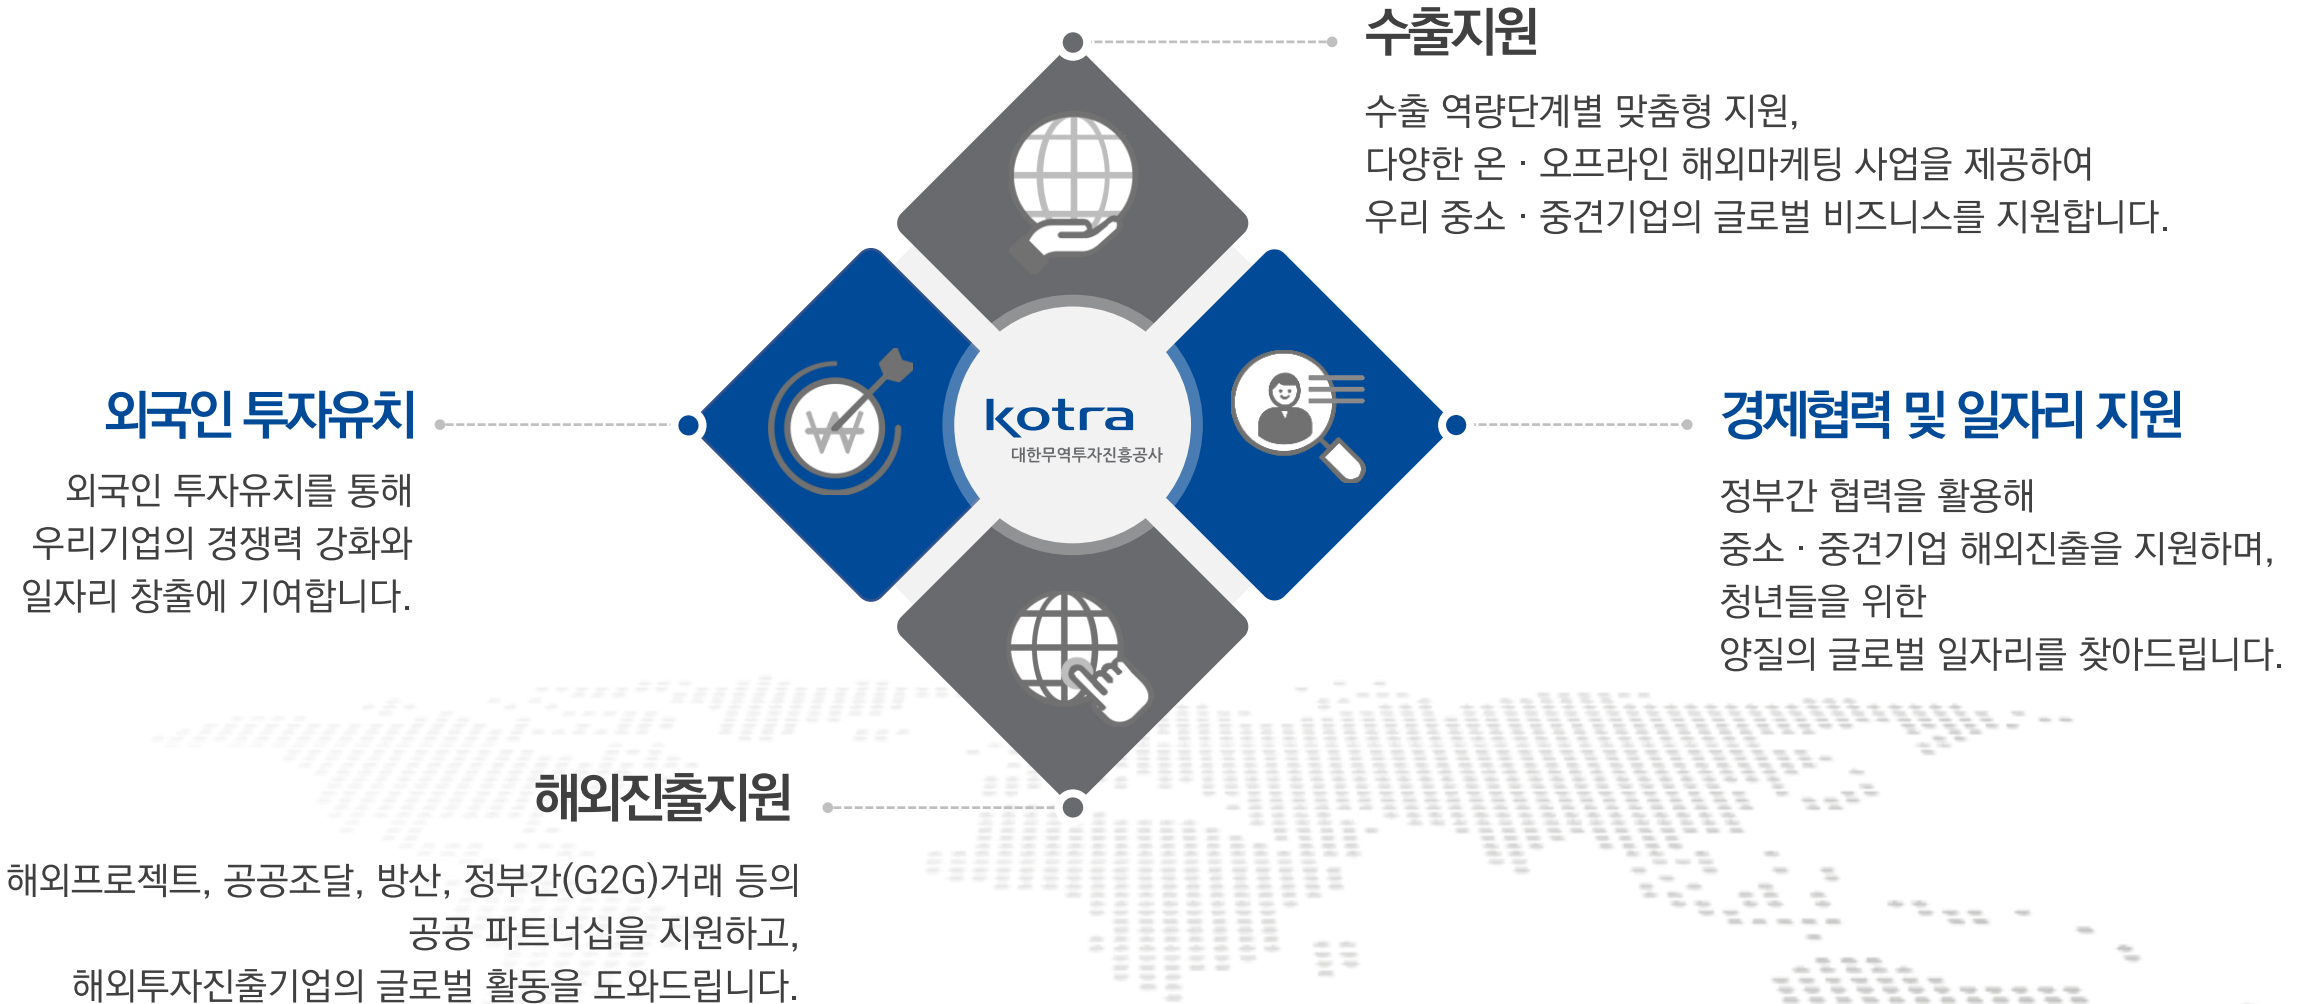 수출지원
수출 역량단계별 맞춤형 지원,
다양한 온 · 오프라인 해외마케팅 사업을 제공하여
우리 중소 · 중견기업의 글로벌 비즈니스를 지원합니다.
외국인 투자유치
외국인 투자유치를 통해
우리기업의 경쟁력 강화와
일자리 창출에 기여합니다.
kotra
대한무역투자진흥공사
경제협력 및 일자리 지원
정부간 협력을 활용해
중소 · 중견기업 해외진출을 지원하며,
청년들을 위한
양질의 글로벌 일자리를 찾아드립니다.
해외진출지원
해외프로젝트, 공공조달, 방산, 정부간(G2G)거래 등의
공공 파트너십을 지원하고,
해외투자진출기업의 글로벌 활동을 도와드립니다.